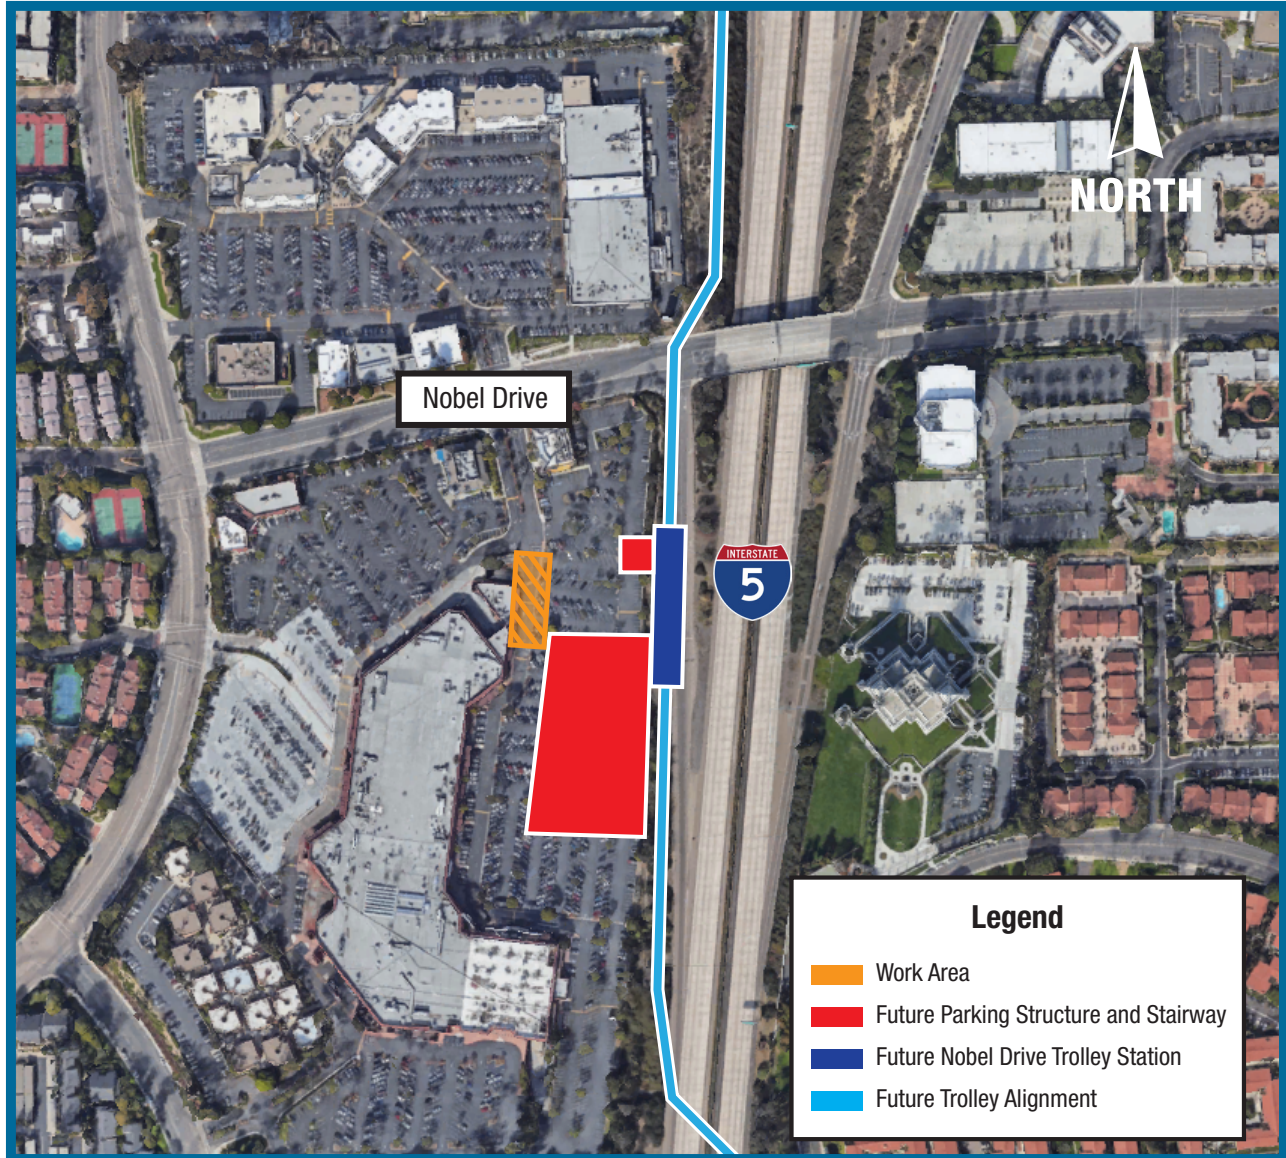 NORTH
Nobel Drive
INTERSTATE
5
Legend
Work Area
Future Parking Structure and Stairway
Future Nobel Drive Trolley Station
Future Trolley Alignment